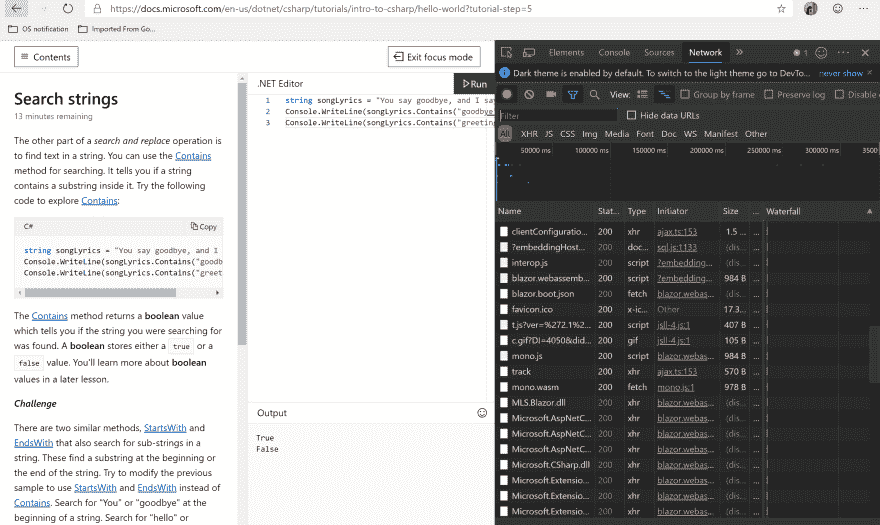 https://docs.microsoft.com/en-us/dotnet/csharp/tutorials/intro-to-csharp/hello-world?tutorial-step=5
OS notification Imported From Go...
Contents
Exit focus mode
Search strings
13 minutes remaining
The other part of a search and replace operation is
to find text in a string. You can use the Contains
method for searching. It tells you if a string
contains a substring inside it. Try the following
code to explore Contains:
C# Copy
string songLyrics = "You say goodbye, and I
Console.WriteLine(songLyrics.Contains("goodb
Console.WriteLine(songLyrics.Contains("greet
The Contains method returns a boolean value
which tells you if the string you were searching for
was found. A boolean stores either a true or a
false value. You'll learn more about boolean
values in a later lesson.
Challenge
There are two similar methods, StartsWith and
EndsWith that also search for sub-strings in a
string. These find a substring at the beginning or
the end of the string. Try to modify the previous
sample to use StartsWith and EndsWith instead of
Contains. Search for "You" or "goodbye" at the
beginning of a string. Search for "hello" or
.NET Editor Run
1 string songLyrics = "You say goodbye, and I say
2 Console.WriteLine(songLyrics.Contains("goodbye
3 Console.WriteLine(songLyrics.Contains("greeting
Output
True
False
Elements Console Sources Network » 1
Dark theme is enabled by default. To switch to the light theme go to DevTo... never show
View: Group by frame Preserve log Disable
Filter Hide data URLs
All XHR JS CSS Img Media Font Doc WS Manifest Other
50000 ms 100000 ms 150000 ms 200000 ms 250000 ms 300000 ms 3500
Name Stat... Type Initiator Size ... Waterfall
clientConfiguratio... 200 xhr ajax.ts:153 1.5 ... ...
?embeddingHost... 200 doc... sql.js:1133 (dis... ...
interop.js 200 script ?embedding... (dis... ...
blazor.webassemb... 200 script ?embedding... 984 B ...
blazor.boot.json 200 fetch blazor.webas... (dis... ...
favicon.ico 200 x-ic... Other 17.3... ...
t.js?ver=%272.1%2... 200 script jsll-4.js:1 407 B ...
c.gif?DI=4050&did... 200 gif jsll-4.js:1 105 B ...
mono.js 200 script blazor.webas... 984 B ...
track 200 xhr ajax.ts:153 570 B ...
mono.wasm 200 fetch mono.js:1 978 B ...
MLS.Blazor.dll 200 xhr blazor.webas... (dis... ...
Microsoft.AspNetC... 200 xhr blazor.webas... (dis... ...
Microsoft.AspNetC... 200 xhr blazor.webas... (dis... ...
Microsoft.AspNetC... 200 xhr blazor.webas... (dis... ...
Microsoft.CSharp.dll 200 xhr blazor.webas... (dis... ...
Microsoft.Extensio... 200 xhr blazor.webas... (dis... ...
Microsoft.Extensio... 200 xhr blazor.webas... (dis... ...
Microsoft.Extensio... 200 xhr blazor.webas... (dis... ...